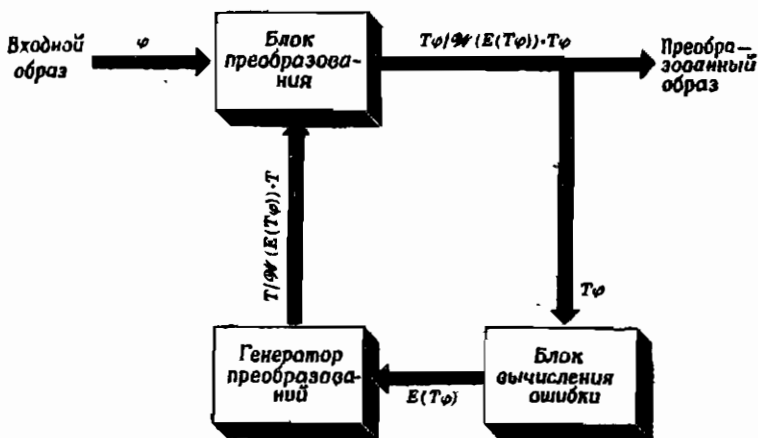 Входной
образ
φ
Блок
преобразова-
ния
Tφ/𝒲(E(Tφ))·Tφ
Преобра-
зованный
образ
T/𝒲(E(Tφ))·T
Tφ
Генератор
преобразова-
ний
E(Tφ)
Блок
вычисления
ошибки